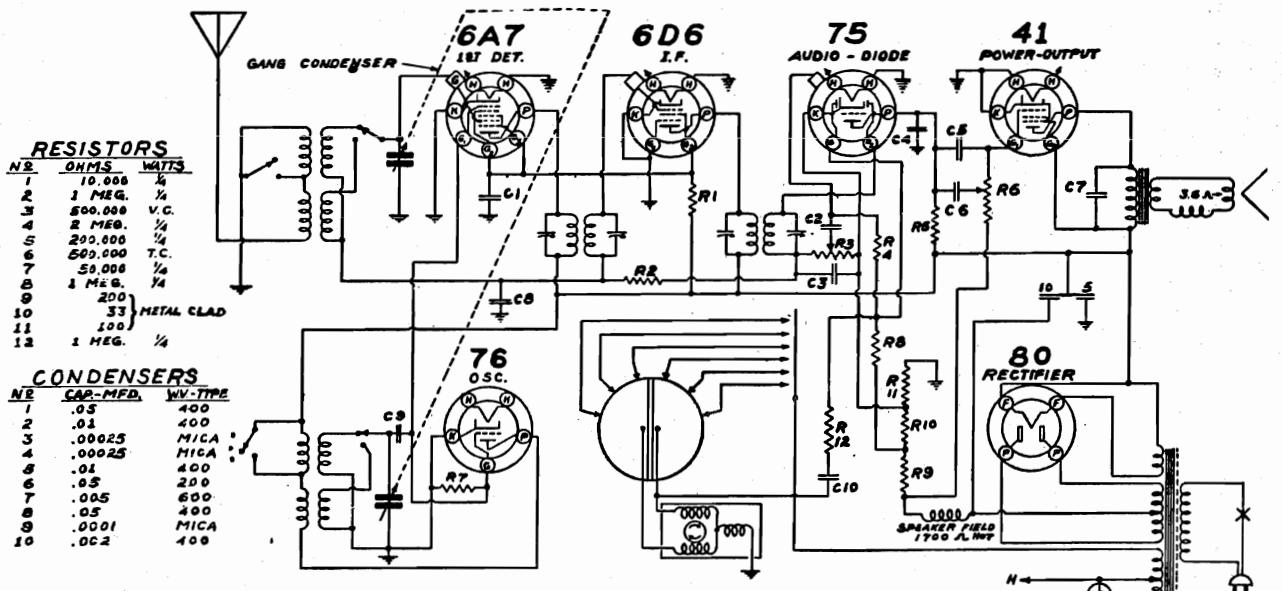 6A7
1ST DET.
6D6
I.F.
75
AUDIO - DIODE
41
POWER-OUTPUT
GANG CONDENSER
G H H K P G G G
H H K P G G
H H K P G G
H H K P G G
C1
R1
C2
R3
C3
R4
C4
C5
C6
R6
R5
C7
3.6 Ω
R2
C8
10
5
RESISTORS
Nº OHMS WATTS
1 10,000 ¼
2 1 MEG. ¼
3 500,000 V.C.
4 2 MEG. ¼
5 200,000 ¼
6 500,000 T.C.
7 50,000 ¼
8 1 MEG. ¼
9 200
10 33 } METAL CLAD
11 100
12 1 MEG. ¼
CONDENSERS
Nº CAP.-MFD. W.V-TYPE
1 .05 400
2 .01 400
3 .00025 MICA
4 .00025 MICA
5 .01 400
6 .05 200
7 .005 600
8 .05 400
9 .0001 MICA
10 .002 400
76
OSC.
H H K P G
C9
R7
R8
R11
R10
R9
R12
C10
80
RECTIFIER
F F P P
SPEAKER FIELD
1700 Ω HOT
H